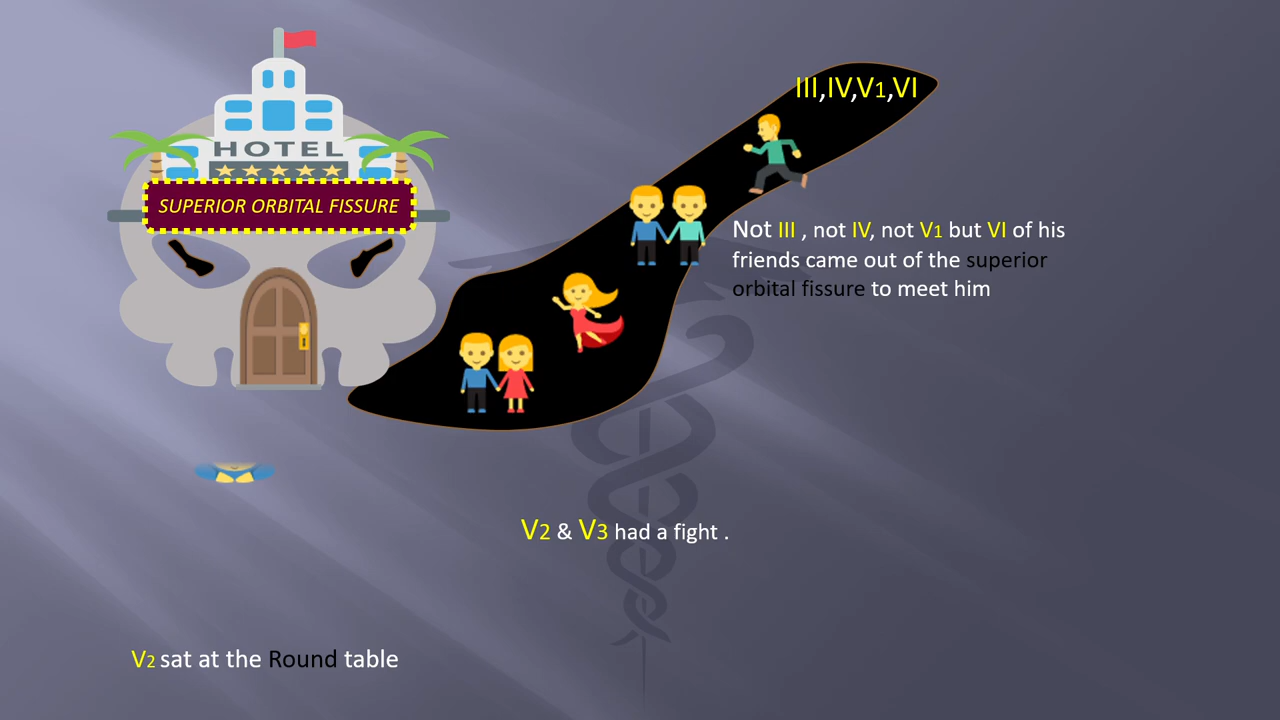 III,IV,V1,VI
HOTEL
SUPERIOR ORBITAL FISSURE
Not III , not IV, not V1 but VI of his
friends came out of the superior
orbital fissure to meet him
V2 & V3 had a fight .
V2 sat at the Round table